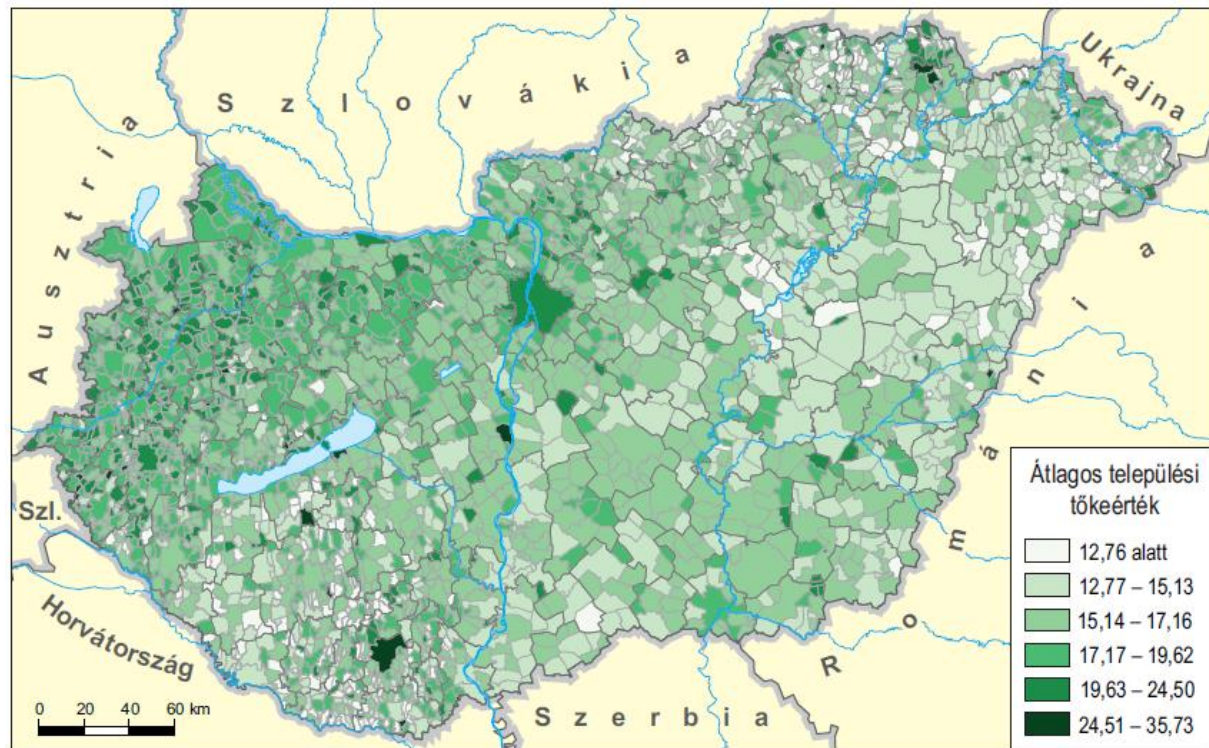 Szlovákia
Ukrajna
Ausztria
Románia
Szl.
Horvátország
Szerbia
0 20 40 60 km
Átlagos települési
tőkeérték
12,76 alatt
12,77 – 15,13
15,14 – 17,16
17,17 – 19,62
19,63 – 24,50
24,51 – 35,73